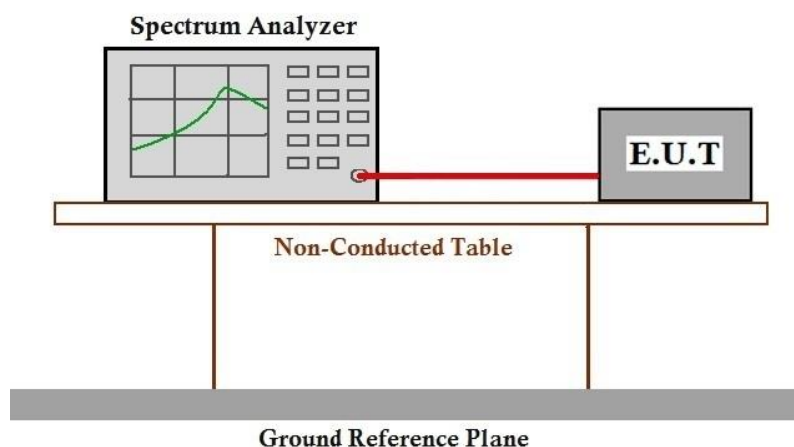 Spectrum Analyzer
E.U.T
Non-Conducted Table
Ground Reference Plane